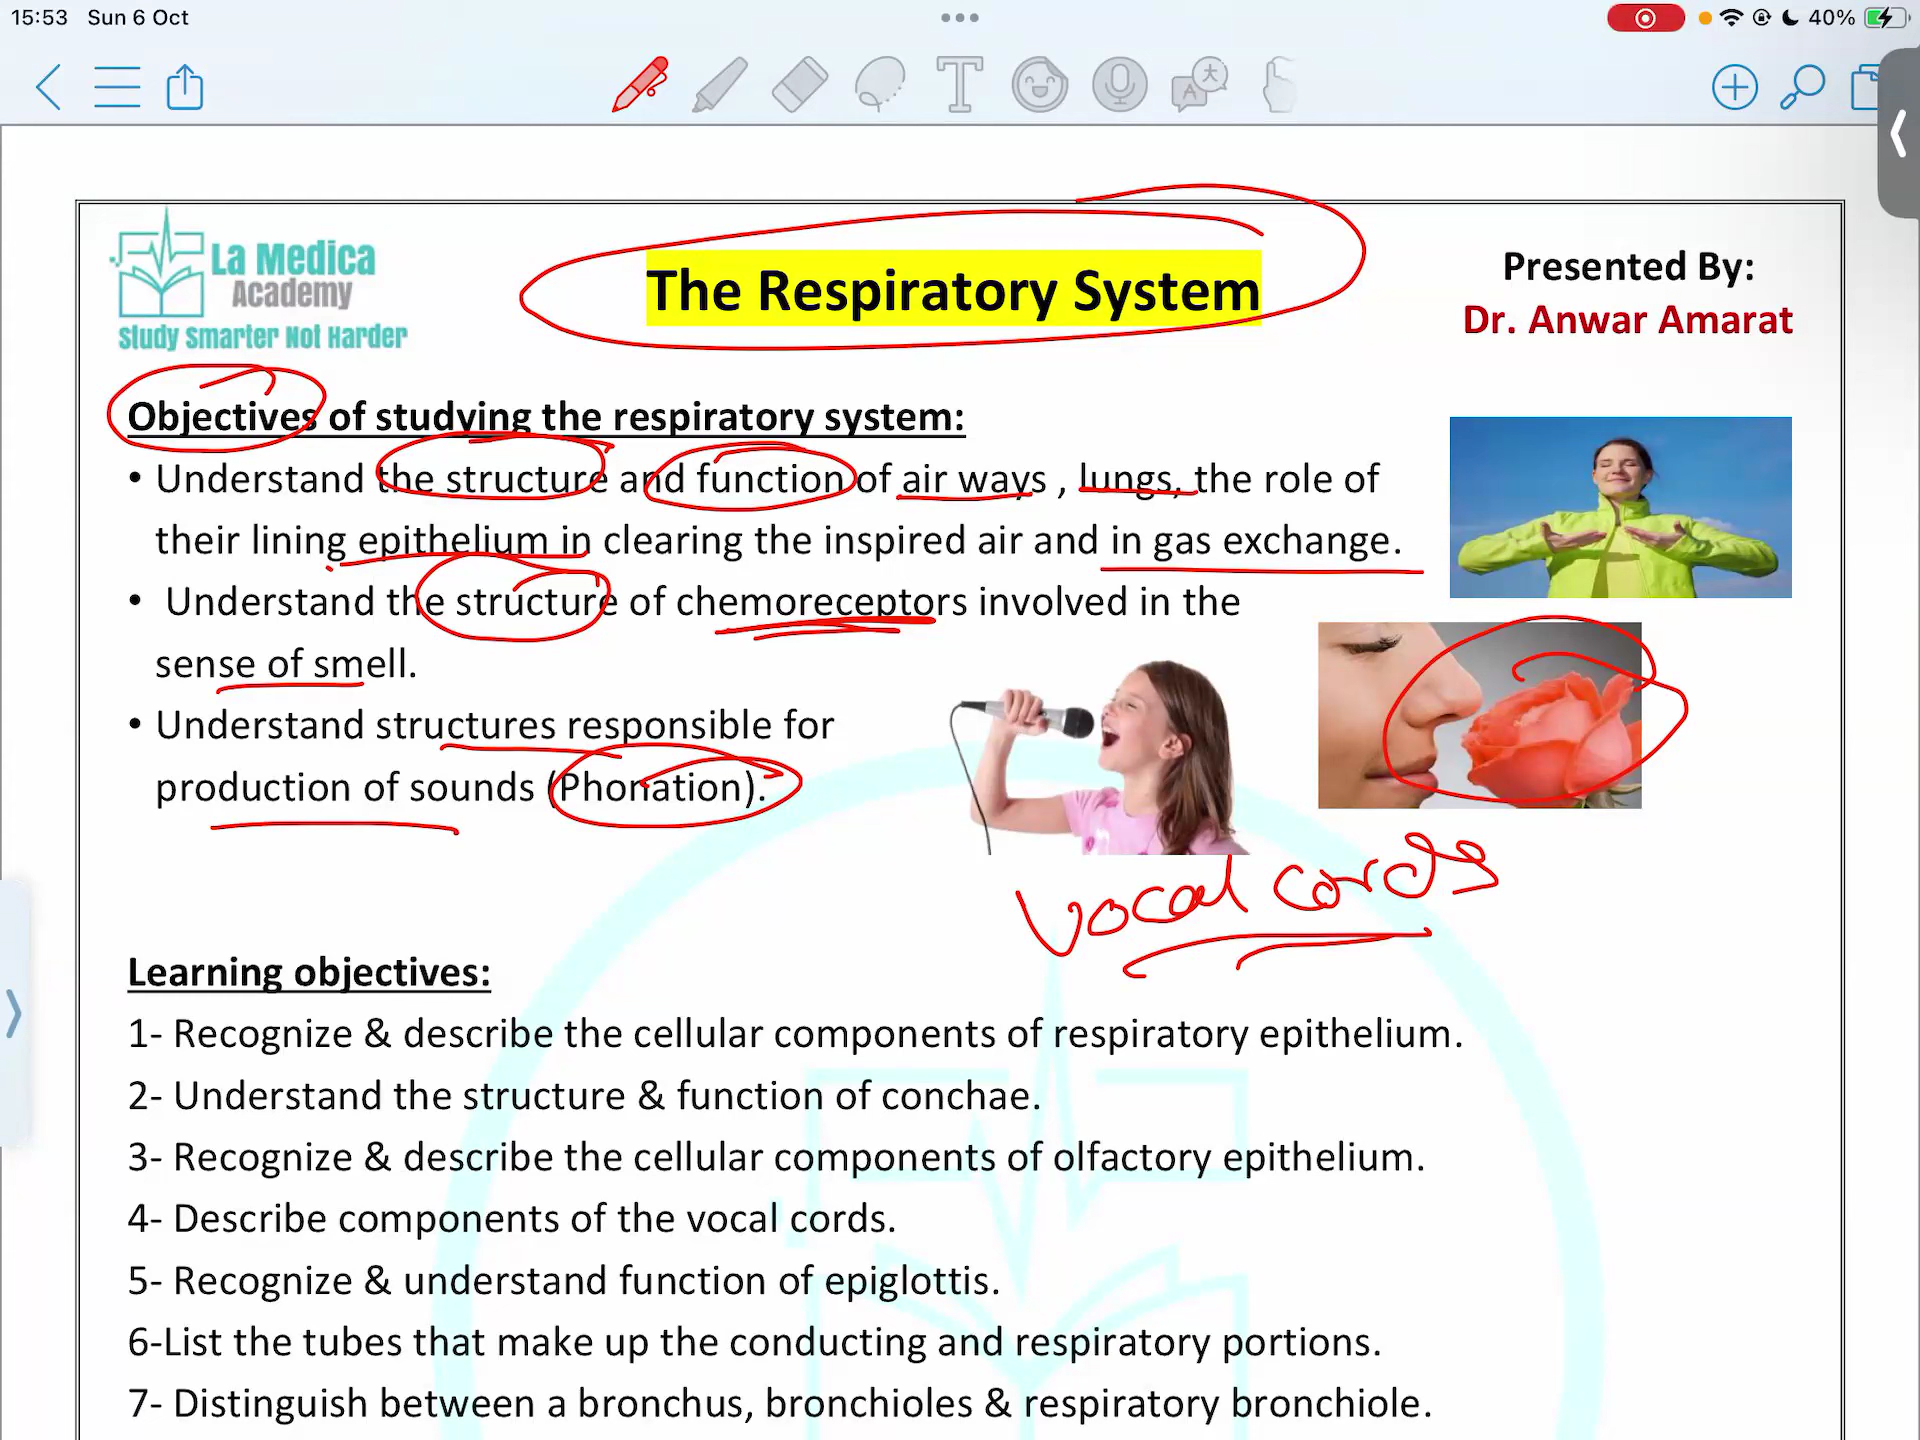 15:53 Sun 6 Oct
40%
La Medica
Academy
Study Smarter Not Harder
The Respiratory System
Presented By:
Dr. Anwar Amarat
Objectives of studying the respiratory system:
• Understand the structure and function of air ways , lungs, the role of
their lining epithelium in clearing the inspired air and in gas exchange.
• Understand the structure of chemoreceptors involved in the
sense of smell.
• Understand structures responsible for
production of sounds (Phonation).
vocal cords
Learning objectives:
1- Recognize & describe the cellular components of respiratory epithelium.
2- Understand the structure & function of conchae.
3- Recognize & describe the cellular components of olfactory epithelium.
4- Describe components of the vocal cords.
5- Recognize & understand function of epiglottis.
6-List the tubes that make up the conducting and respiratory portions.
7- Distinguish between a bronchus, bronchioles & respiratory bronchiole.